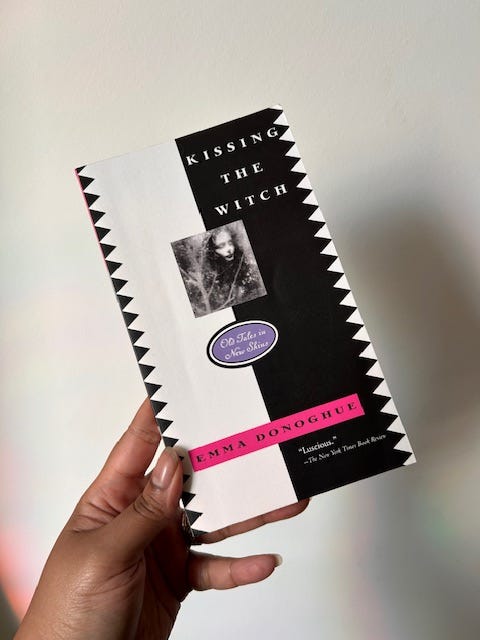 KISSING
THE
WITCH
Old Tales in
New Skins
EMMA DONOGHUE
"Luscious."
—The New York Times Book Review